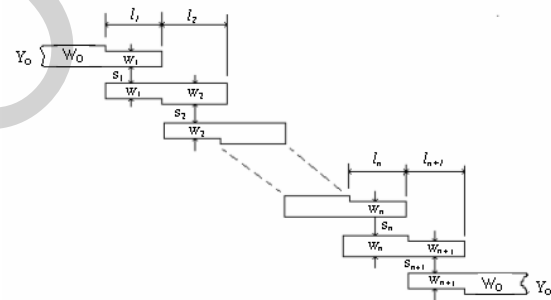 l₁ l₂
Y₀ W₀ W₁
S₁
W₁ W₂
S₂
W₂
lₙ lₙ₊₁
Wₙ
Sₙ
Wₙ Wₙ₊₁
Sₙ₊₁
Wₙ₊₁ W₀ Y₀